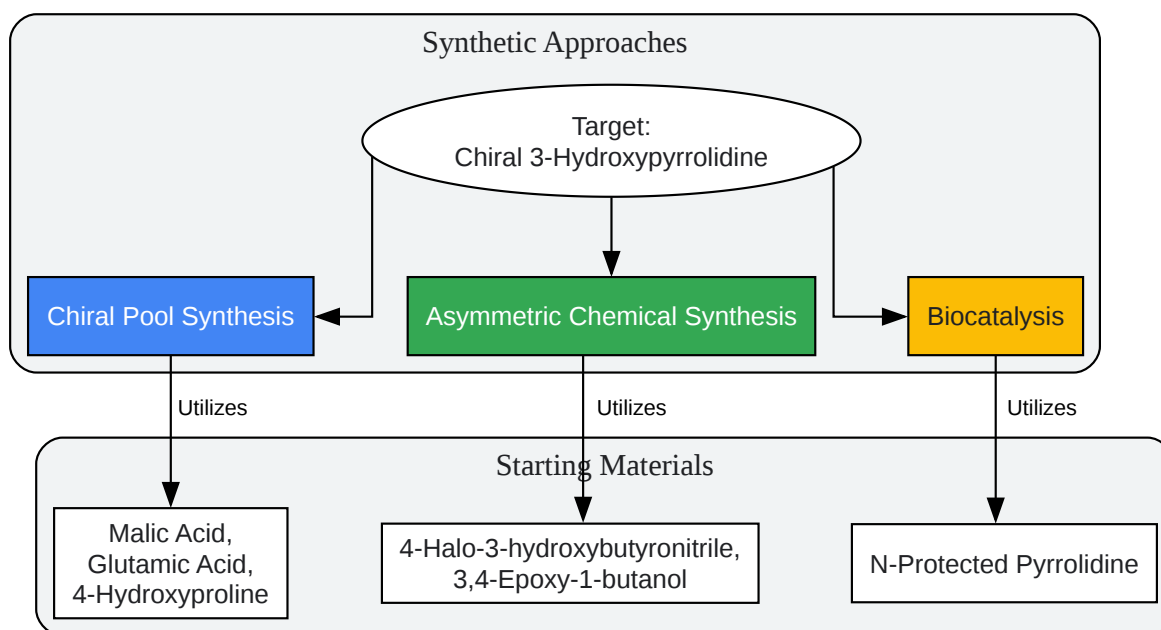 Synthetic Approaches
Target:
Chiral 3-Hydroxypyrrolidine
Chiral Pool Synthesis
Asymmetric Chemical Synthesis
Biocatalysis
Utilizes
Utilizes
Utilizes
Starting Materials
Malic Acid,
Glutamic Acid,
4-Hydroxyproline
4-Halo-3-hydroxybutyronitrile,
3,4-Epoxy-1-butanol
N-Protected Pyrrolidine